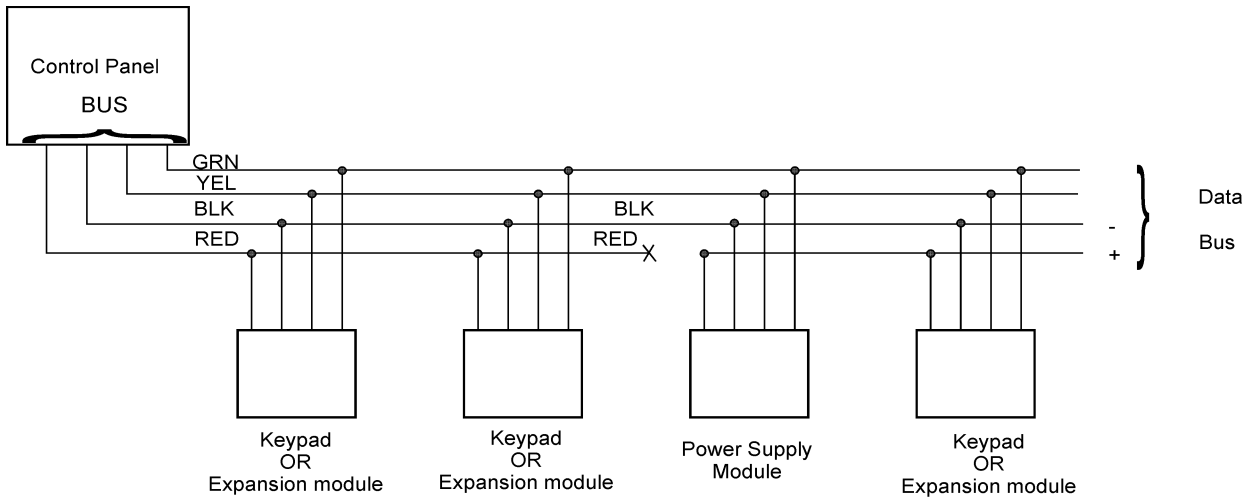 Control Panel
BUS
GRN
YEL
BLK
BLK
RED
RED
X
-
+
Data
Bus
Keypad
OR
Expansion module
Keypad
OR
Expansion module
Power Supply
Module
Keypad
OR
Expansion module